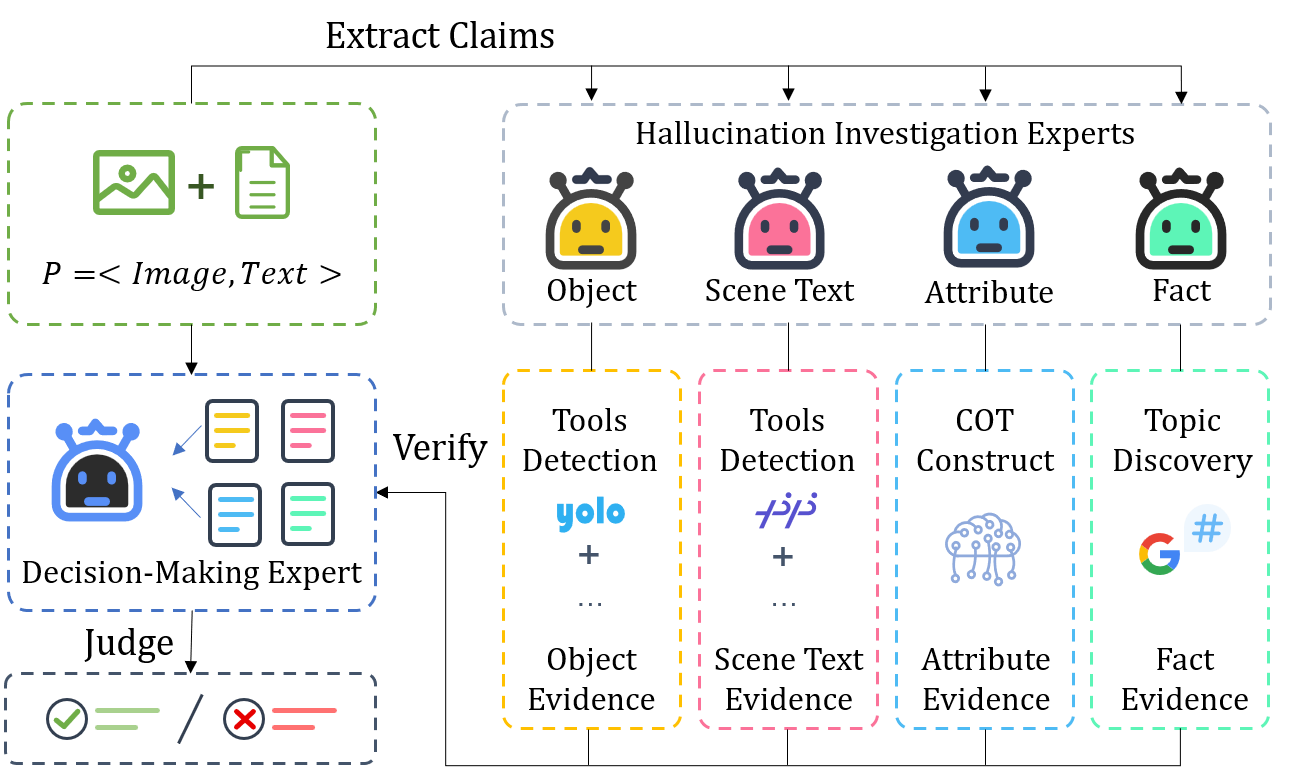 Extract Claims
P =< Image, Text >
Hallucination Investigation Experts
Object
Scene Text
Attribute
Fact
Decision-Making Expert
Verify
Judge
Tools
Detection
yolo
+
...
Object
Evidence
Tools
Detection
+
...
Scene Text
Evidence
COT
Construct
Attribute
Evidence
Topic
Discovery
G #
Fact
Evidence